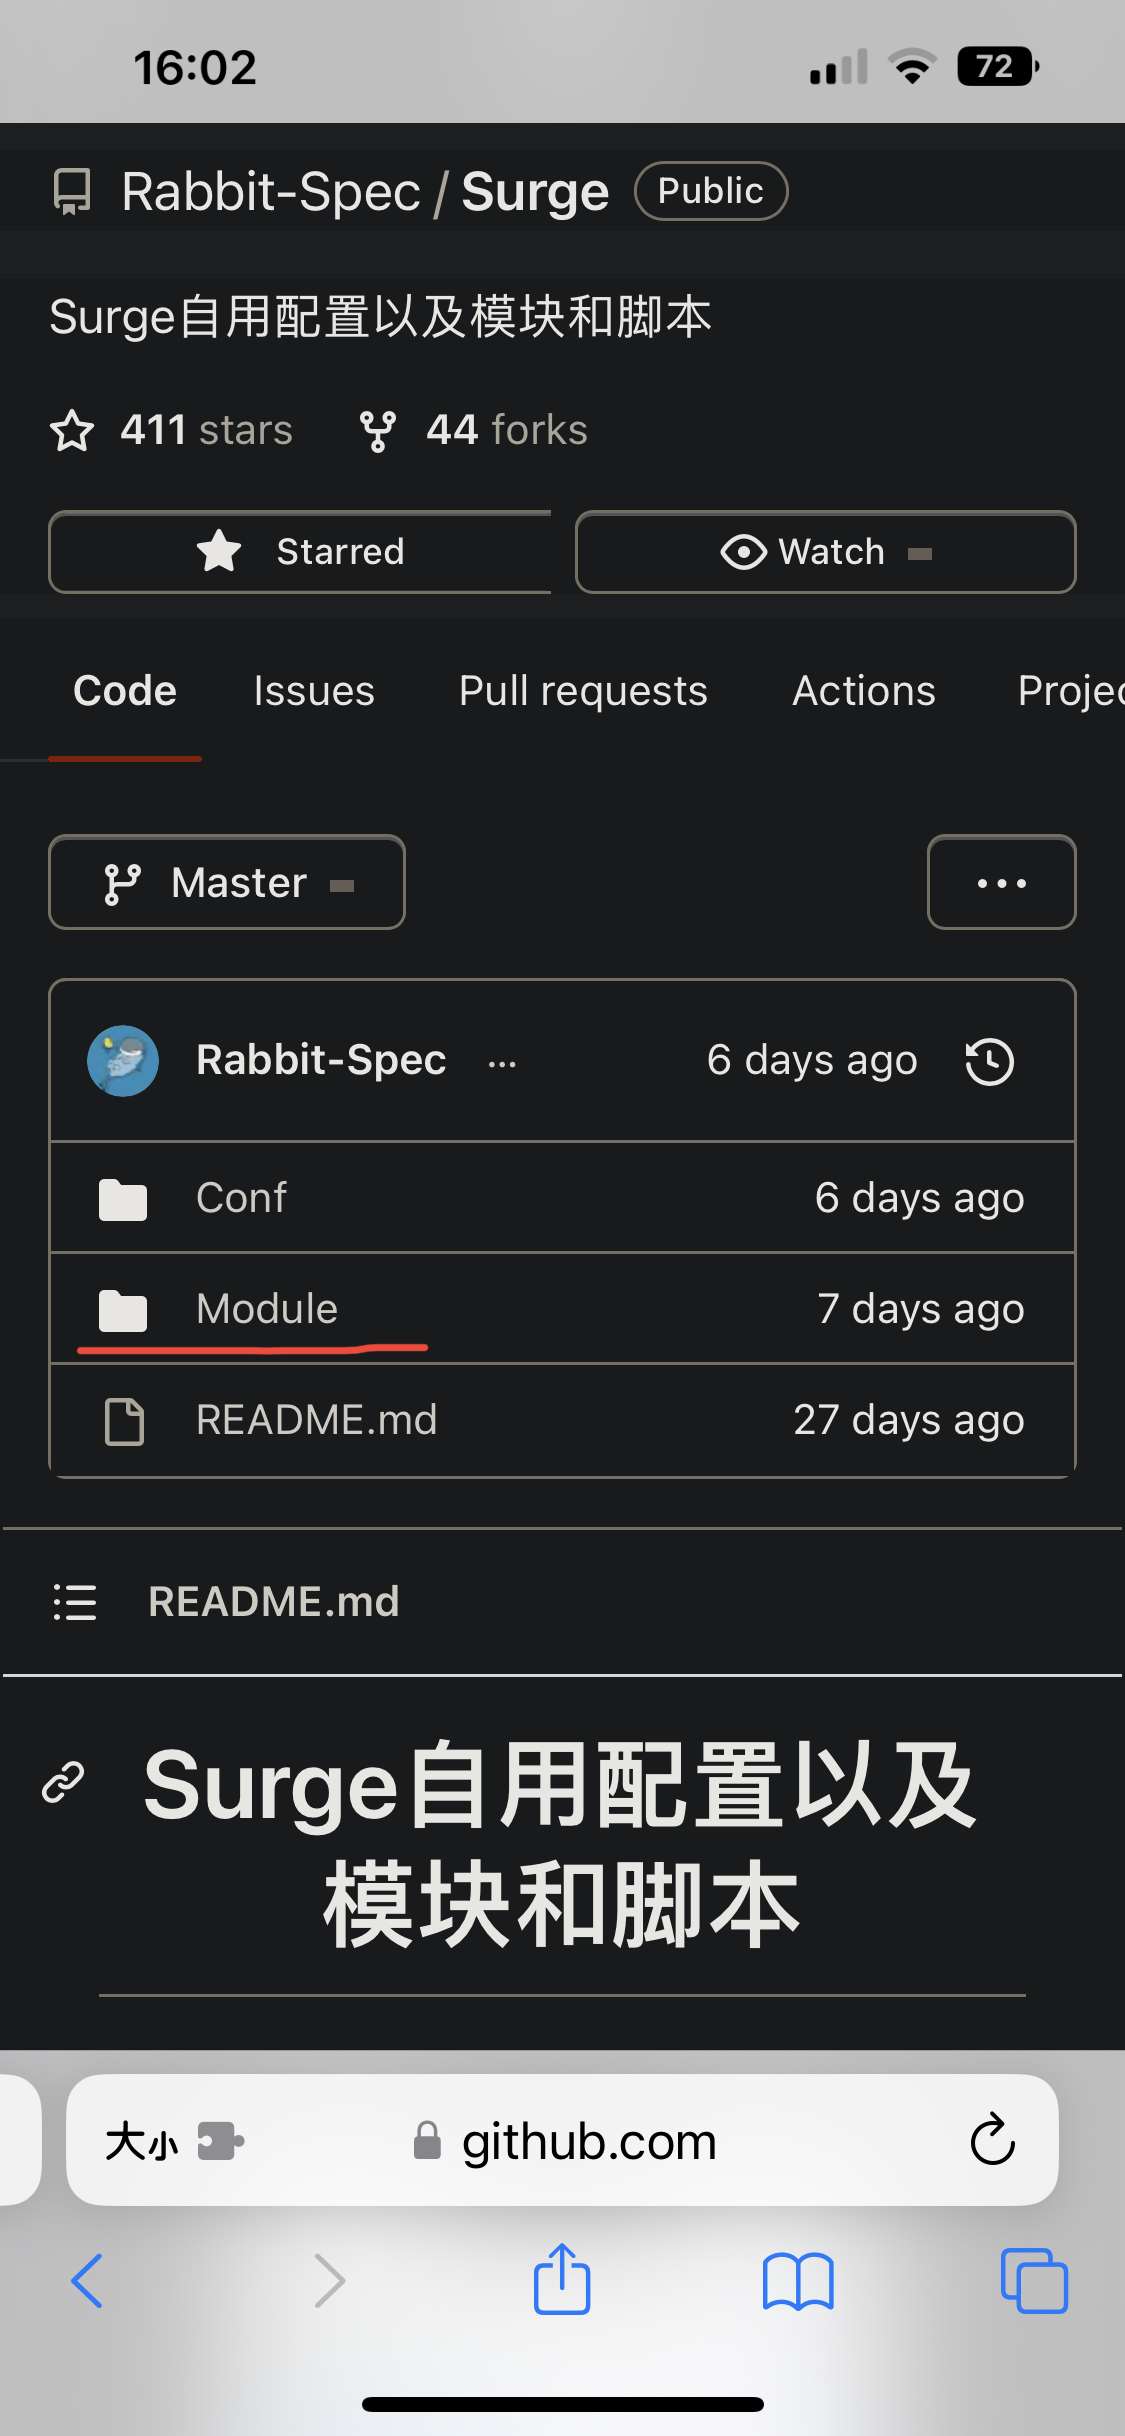 16:02
72
Rabbit-Spec / Surge Public
Surge自用配置以及模块和脚本
411 stars 44 forks
Starred Watch
Code Issues Pull requests Actions Projec
Master ...
Rabbit-Spec ... 6 days ago
Conf 6 days ago
Module 7 days ago
README.md 27 days ago
README.md
Surge自用配置以及
模块和脚本
大小 github.com